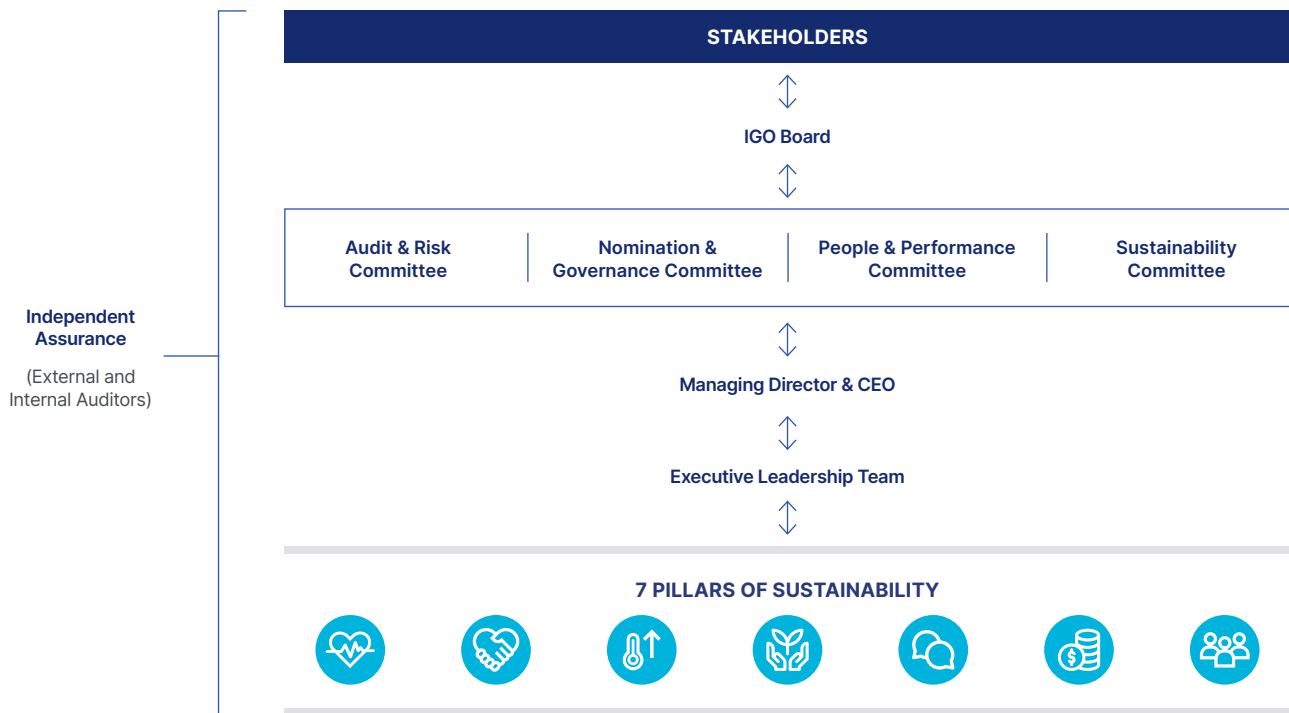 STAKEHOLDERS
IGO Board
Audit & Risk
Committee
Nomination &
Governance Committee
People & Performance
Committee
Sustainability
Committee
Independent
Assurance
(External and
Internal Auditors)
Managing Director & CEO
Executive Leadership Team
7 PILLARS OF SUSTAINABILITY
$